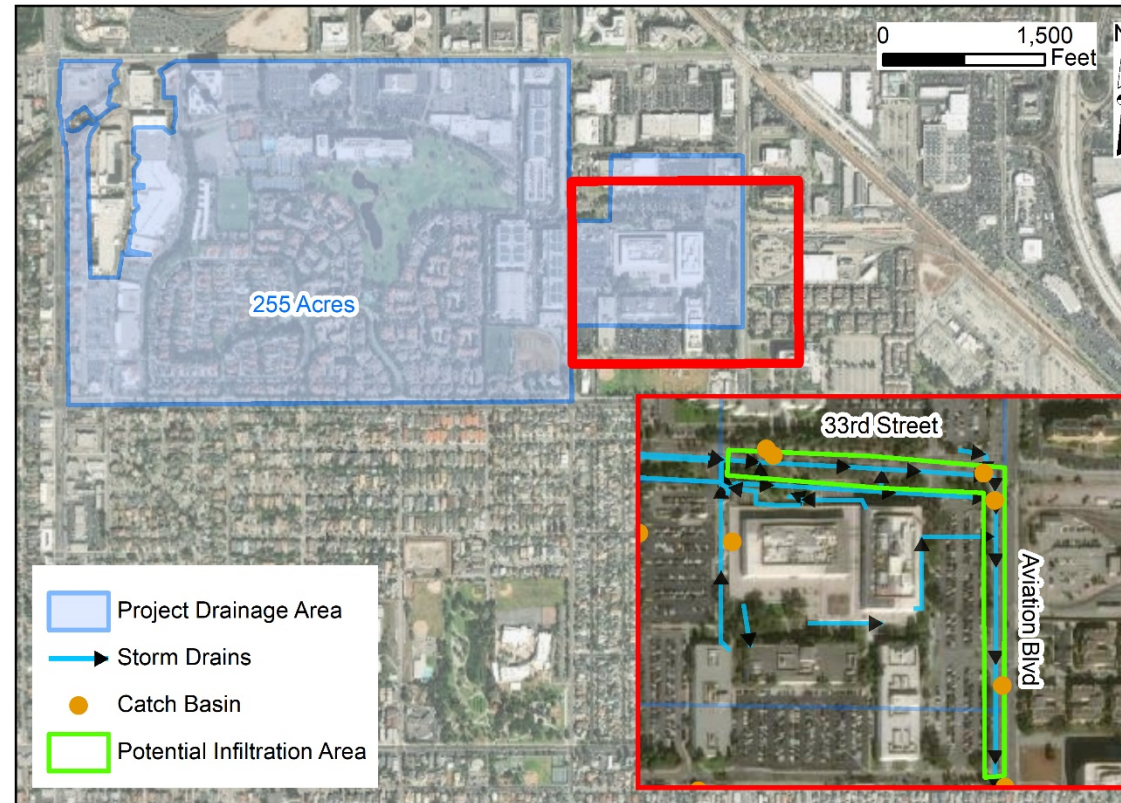 0 1,500
Feet
N
255 Acres
33rd Street
Aviation Blvd
Project Drainage Area
Storm Drains
Catch Basin
Potential Infiltration Area